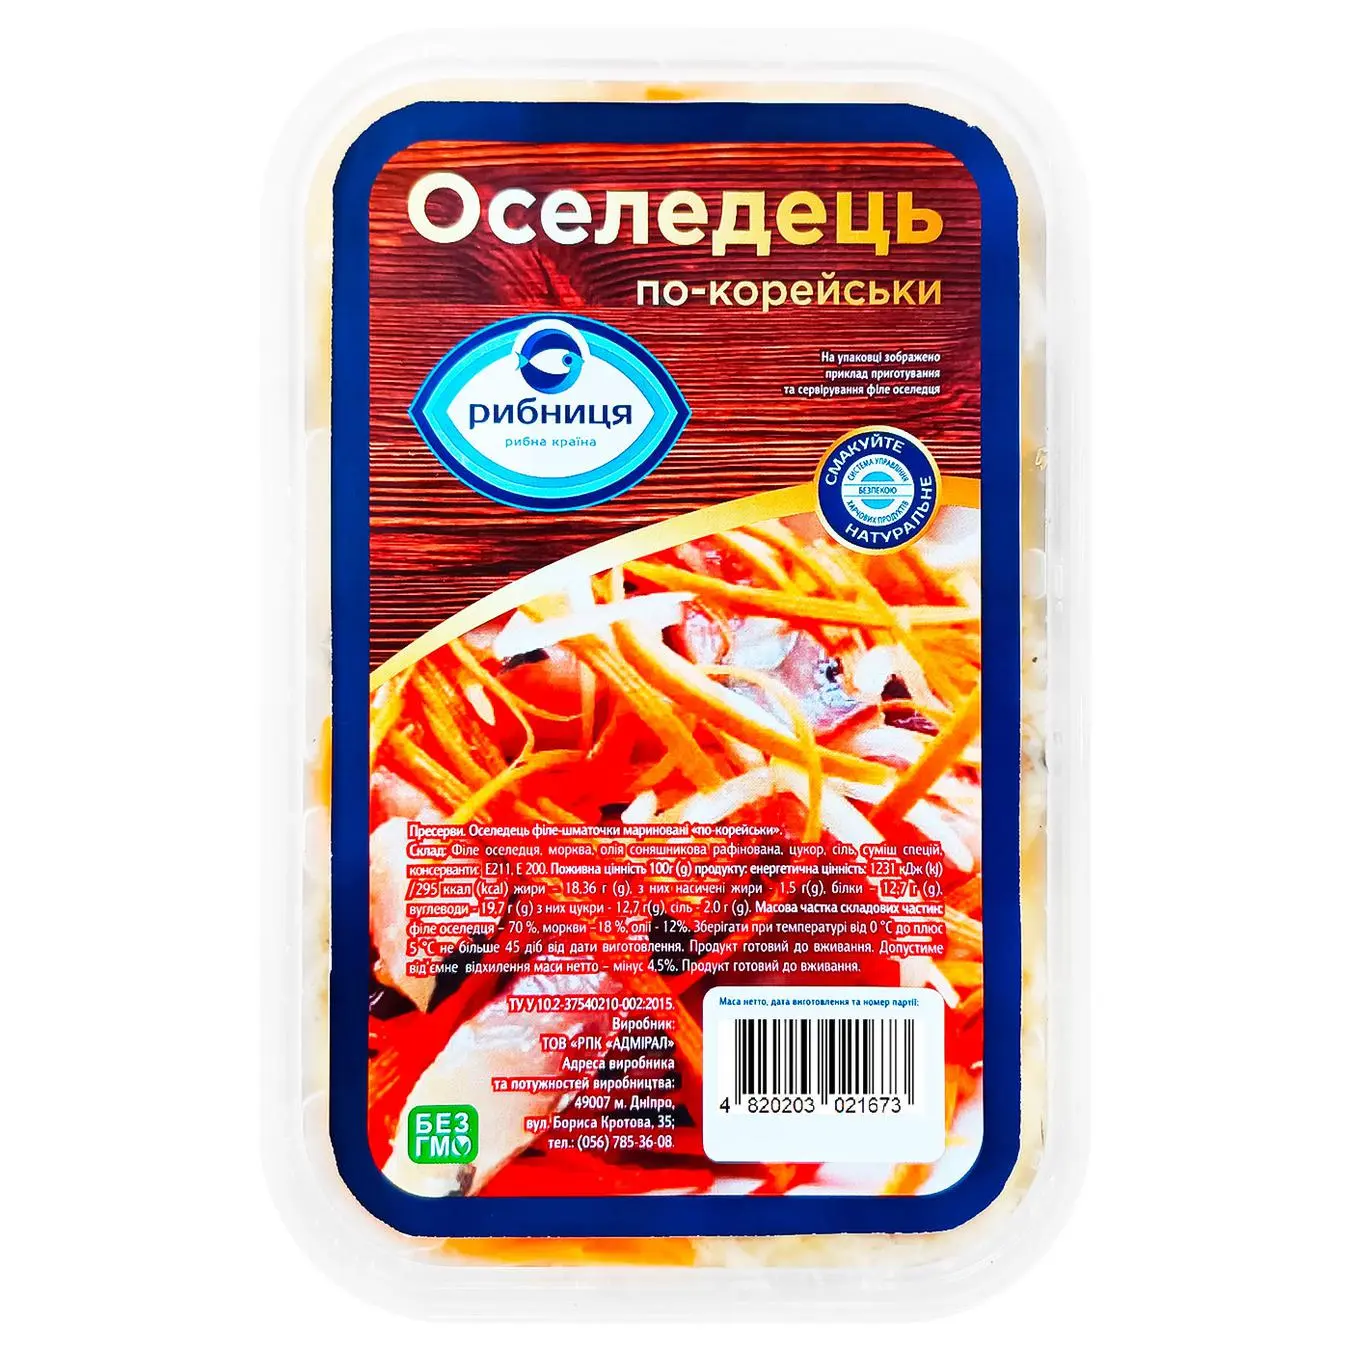 Оселедець
по-корейськи
РИБНИЦЯ
рибна країна
На упаковці зображено
приклад приготування
та сервірування філе оселедця
СМАКУЙТЕ
СИСТЕМА УПРАВЛІННЯ
БЕЗПЕКОЮ
ХАРЧОВИХ ПРОДУКТІВ
НАТУРАЛЬНЕ
Пресерви. Оселедець філе-шматочки мариновані «по-корейськи».
Склад: Філе оселедця, морква, олія соняшникова рафінована, цукор, сіль, суміш спецій,
консерванти: Е211, Е 200. Поживна цінність 100г (g) продукту: енергетична цінність: 1231 кДж (kJ)
/295 ккал (kcal) жири – 18,36 г (g), з них насичені жири - 1,5 г(g), білки – 12,7 г (g),
вуглеводи - 19,7 г (g) з них цукри - 12,7 г(g), сіль - 2,0 г (g). Масова частка складових частин:
філе оселедця – 70 %, моркви –18 %, олії - 12%. Зберігати при температурі від 0 °С до плюс
5 °С не більше 45 діб від дати виготовлення. Продукт готовий до вживання. Допустиме
від'ємне відхилення маси нетто – мінус 4,5%. Продукт готовий до вживання.
ТУ У 10.2-37540210-002:2015.
Виробник:
ТОВ «РПК «АДМІРАЛ»
Адреса виробника
та потужностей виробництва:
49007 м. Дніпро,
вул. Бориса Кротова, 35;
тел.: (056) 785-36-08.
Маса нетто, дата виготовлення та номер партії:
4 820203 021673
БЕЗ
ГМО